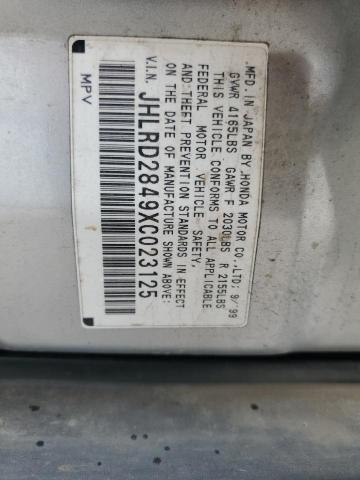 MFD.IN JAPAN BY HONDA MOTOR CO.,LTD; 9/'99
GVWR 4165LBS GAWR F 2030LBS R 2155LBS
THIS VEHICLE CONFORMS TO ALL APPLICABLE
FEDERAL MOTOR VEHICLE SAFETY,
AND THEFT PREVENTION STANDARDS IN EFFECT
ON THE DATE OF MANUFACTURE SHOWN ABOVE:
V.I.N. JHLRD2849XC023125
MPV